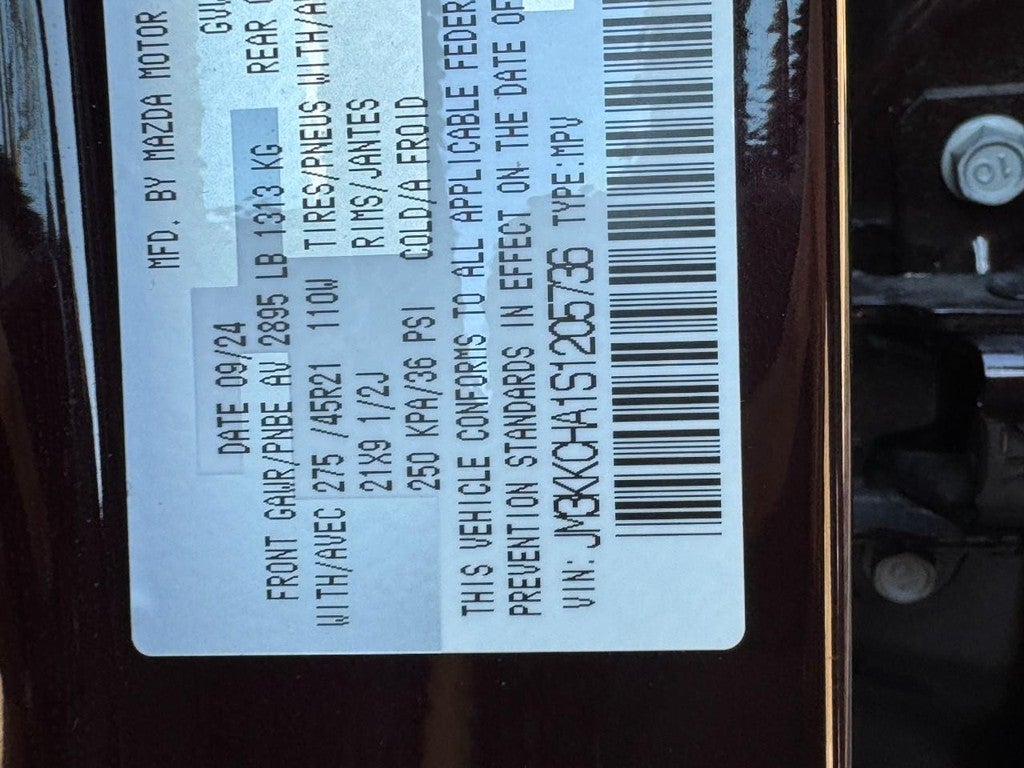 MFD. BY MAZDA MOTOR
DATE 09/24
FRONT GAWR/PNBE AV 2895 LB 1313 KG REAR
WITH/AVEC 275 /45R21 110W TIRES/PNEUS WITH/
21X9 1/2J RIMS/JANTES
250 KPA/36 PSI COLD/A FROID
THIS VEHICLE CONFORMS TO ALL APPLICABLE FEDER
PREVENTION STANDARDS IN EFFECT ON THE DATE OF
VIN: JM3KKCHA1S1205736 TYPE:MPV
10